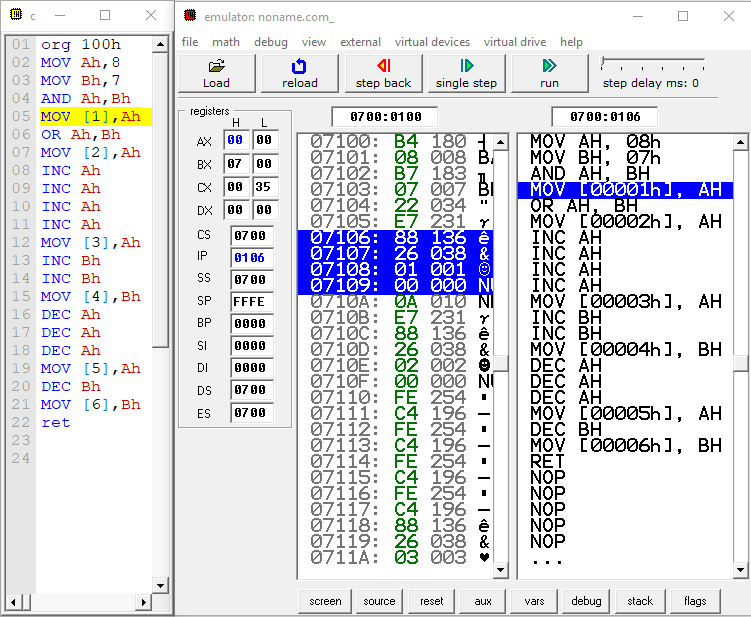 c
emulator: noname.com_
file math debug view external virtual devices virtual drive help
Load reload step back single step run step delay ms: 0
01 org 100h
02 MOV Ah,8
03 MOV Bh,7
04 AND Ah,Bh
05 MOV [1],Ah
06 OR Ah,Bh
07 MOV [2],Ah
08 INC Ah
09 INC Ah
10 INC Ah
11 INC Ah
12 MOV [3],Ah
13 INC Bh
14 INC Bh
15 MOV [4],Bh
16 DEC Ah
17 DEC Ah
18 DEC Ah
19 MOV [5],Ah
20 DEC Bh
21 MOV [6],Bh
22 ret
23
24
registers
H L
AX 00 00
BX 07 00
CX 00 35
DX 00 00
CS 0700
IP 0106
SS 0700
SP FFFE
BP 0000
SI 0000
DI 0000
DS 0700
ES 0700
0700:0100
07100: B4 180 ┤
07101: 08 008 BA
07102: B7 183 ╖
07103: 07 007 BE
07104: 22 034 "
07105: E7 231 γ
07106: 88 136 ê
07107: 26 038 &
07108: 01 001 ☺
07109: 00 000 NU
0710A: 0A 010 NE
0710B: E7 231 γ
0710C: 88 136 ê
0710D: 26 038 &
0710E: 02 002 ☻
0710F: 00 000 NU
07110: FE 254 ▪
07111: C4 196 –
07112: FE 254 ▪
07113: C4 196 –
07114: FE 254 ▪
07115: C4 196 –
07116: FE 254 ▪
07117: C4 196 –
07118: 88 136 ê
07119: 26 038 &
0711A: 03 003 ♥
0700:0106
MOV AH, 08h
MOV BH, 07h
AND AH, BH
MOV [00001h], AH
OR AH, BH
MOV [00002h], AH
INC AH
INC AH
INC AH
INC AH
MOV [00003h], AH
INC BH
INC BH
MOV [00004h], BH
DEC AH
DEC AH
DEC AH
MOV [00005h], AH
DEC BH
MOV [00006h], BH
RET
NOP
NOP
NOP
NOP
NOP
...
screen source reset aux vars debug stack flags